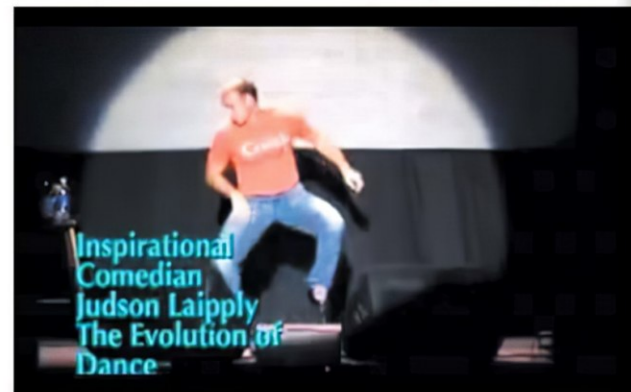 Inspirational
Comedian
Judson Laipply
The Evolution of
Dance